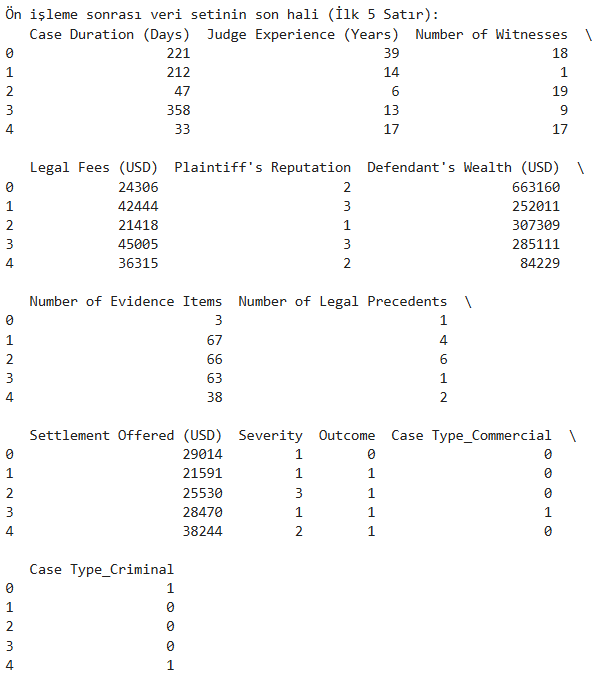 Ön işleme sonrası veri setinin son hali (İlk 5 Satır):
   Case Duration (Days)  Judge Experience (Years)  Number of Witnesses  \
0                   221                        39                   18
1                   212                        14                    1
2                    47                         6                   19
3                   358                        13                    9
4                    33                        17                   17

   Legal Fees (USD)  Plaintiff's Reputation  Defendant's Wealth (USD)  \
0             24306                       2                    663160
1             42444                       3                    252011
2             21418                       1                    307309
3             45005                       3                    285111
4             36315                       2                     84229

   Number of Evidence Items  Number of Legal Precedents  \
0                         3                           1
1                        67                           4
2                        66                           6
3                        63                           1
4                        38                           2

   Settlement Offered (USD)  Severity  Outcome  Case Type_Commercial  \
0                     29014         1        0                     0
1                     21591         1        1                     0
2                     25530         3        1                     0
3                     28470         1        1                     1
4                     38244         2        1                     0

   Case Type_Criminal
0                   1
1                   0
2                   0
3                   0
4                   1